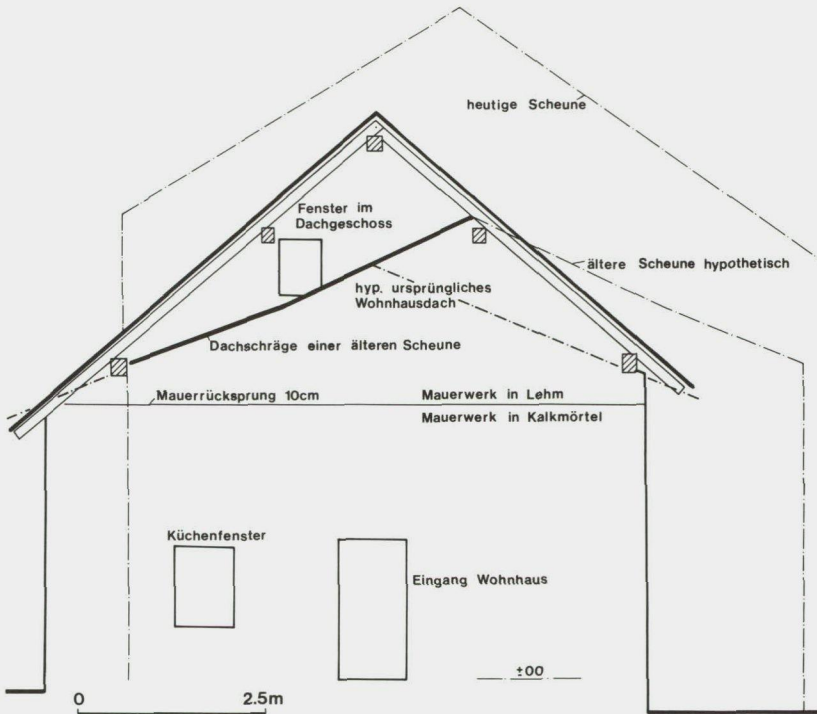 heutige Scheune
Fenster im
Dachgeschoss
ältere Scheune hypothetisch
hyp. ursprüngliches
Wohnhausdach
Dachschräge einer älteren Scheune
Mauerrücksprung 10cm
Mauerwerk in Lehm
Mauerwerk in Kalkmörtel
Küchenfenster
Eingang Wohnhaus
±00
0
2.5m